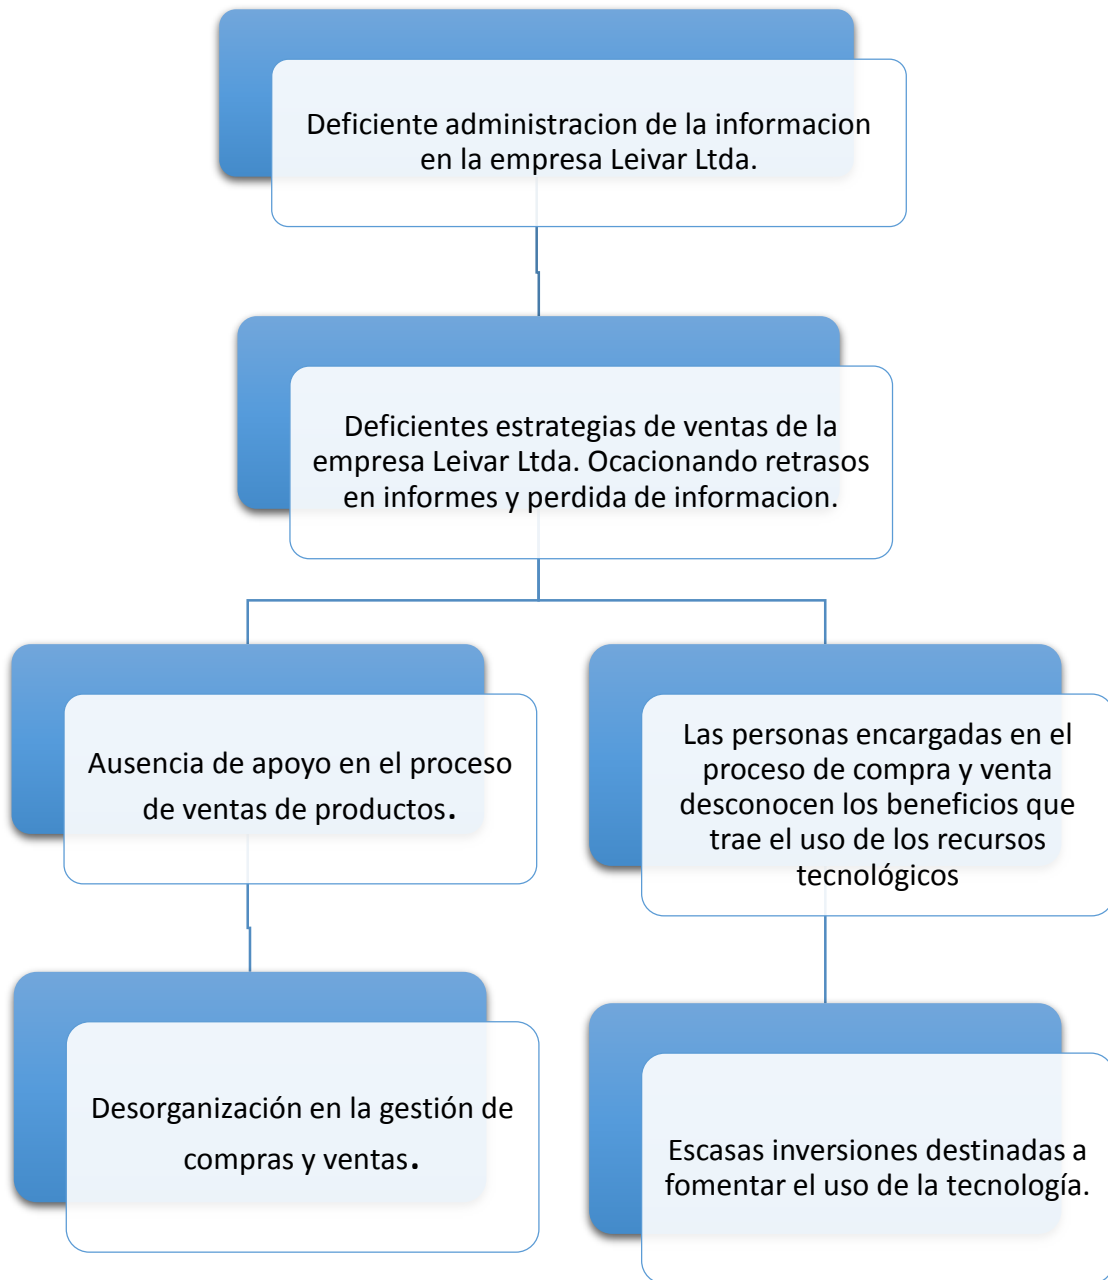 Deficiente administracion de la informacion
en la empresa Leivar Ltda.
Deficientes estrategias de ventas de la
empresa Leivar Ltda. Ocacionando retrasos
en informes y perdida de informacion.
Ausencia de apoyo en el proceso
de ventas de productos.
Las personas encargadas en el
proceso de compra y venta
desconocen los beneficios que
trae el uso de los recursos
tecnológicos
Desorganización en la gestión de
compras y ventas.
Escasas inversiones destinadas a
fomentar el uso de la tecnología.